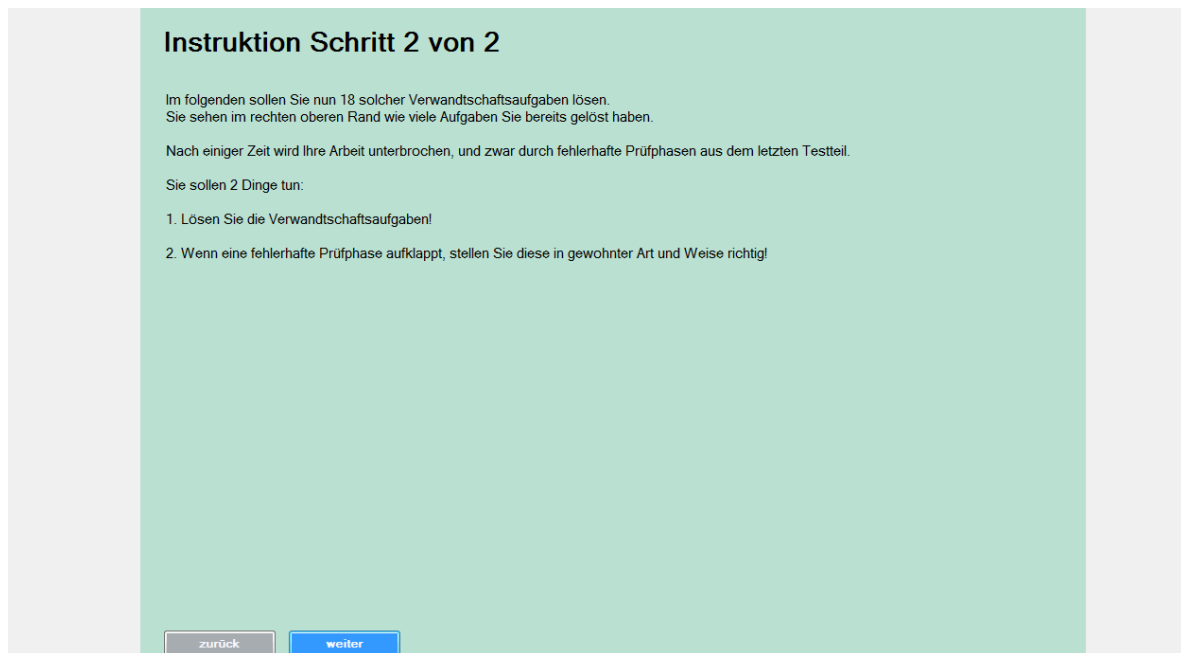 Instruktion Schritt 2 von 2
Im folgenden sollen Sie nun 18 solcher Verwandtschaftsaufgaben lösen.
Sie sehen im rechten oberen Rand wie viele Aufgaben Sie bereits gelöst haben.
Nach einiger Zeit wird Ihre Arbeit unterbrochen, und zwar durch fehlerhafte Prüfphasen aus dem letzten Testteil.
Sie sollen 2 Dinge tun:
1. Lösen Sie die Verwandtschaftsaufgaben!
2. Wenn eine fehlerhafte Prüfphase aufklappt, stellen Sie diese in gewohnter Art und Weise richtig!
zurück weiter